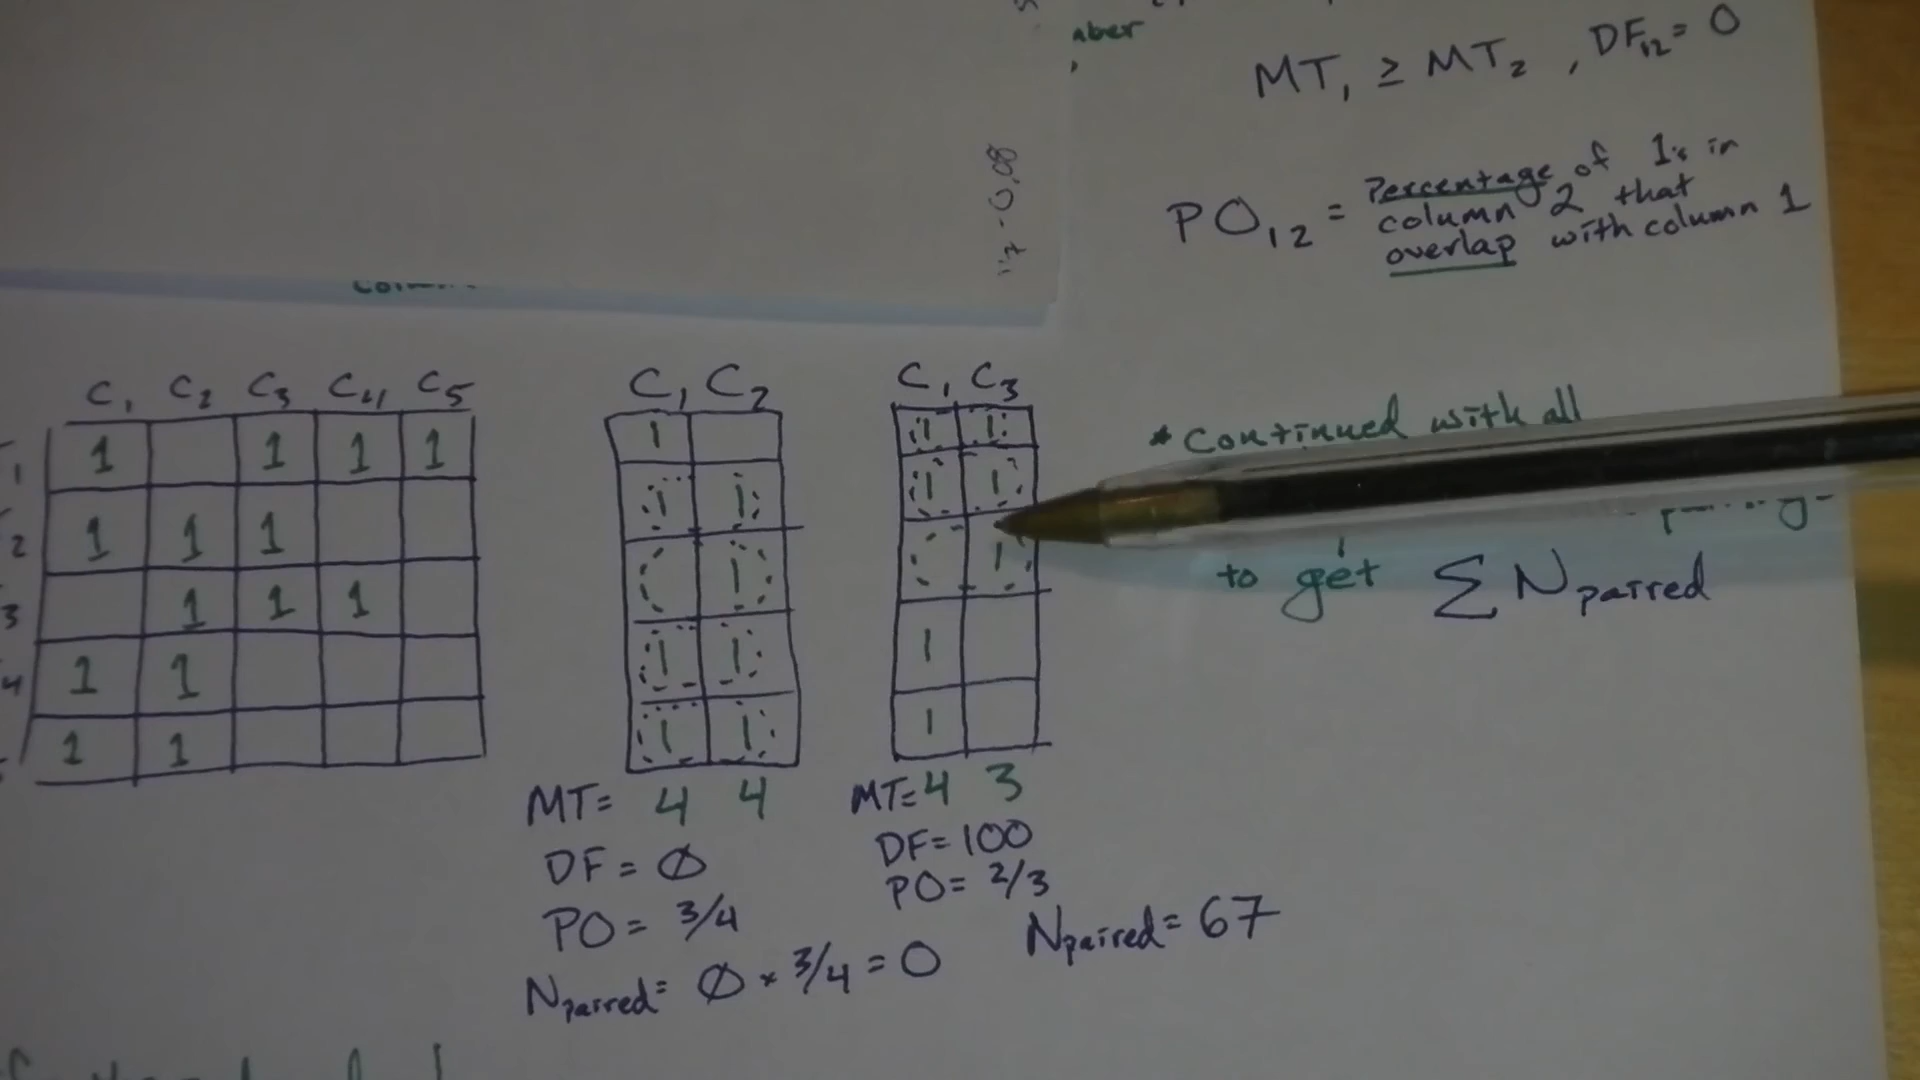 MT₁ ≥ MT₂ , DF₁₂ = 0
PO₁₂ = Percentage of 1s in
column 2 that
overlap with column 1
C₁ C₂ C₃ C₄ C₅
1 1 1 1
2 1 1 1
3 1 1 1
4 1 1
1 1
C₁ C₂
1
1 1
1
1 1
1 1
MT= 4 4
DF = Ø
PO = 3/4
Npaired = Ø × 3/4 = 0
C₁ C₃
1 1
1 1
1
1
1
MT= 4 3
DF= 100
PO= 2/3
Npaired = 67
* Continued with all
to get Σ Npaired